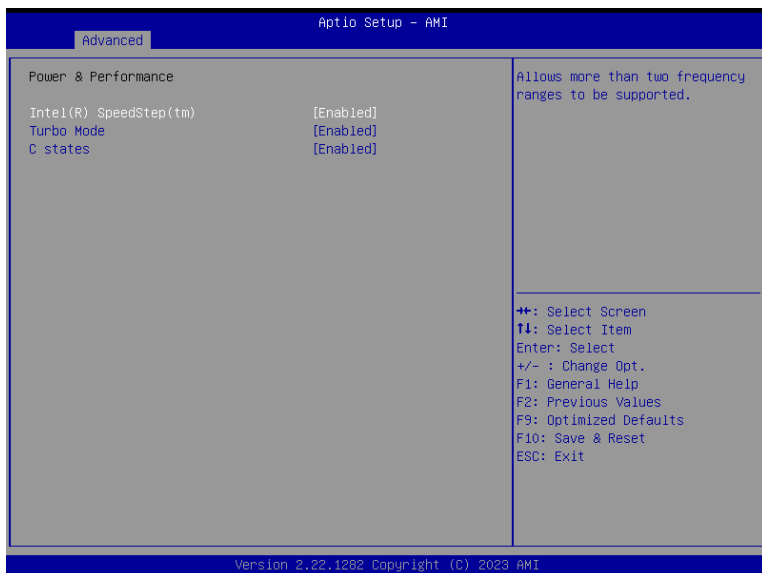 Aptio Setup – AMI
Advanced
Power & Performance
Intel(R) SpeedStep(tm) [Enabled]
Turbo Mode [Enabled]
C states [Enabled]
Allows more than two frequency
ranges to be supported.
→←: Select Screen
↑↓: Select Item
Enter: Select
+/- : Change Opt.
F1: General Help
F2: Previous Values
F9: Optimized Defaults
F10: Save & Reset
ESC: Exit
Version 2.22.1282 Copyright (C) 2023 AMI